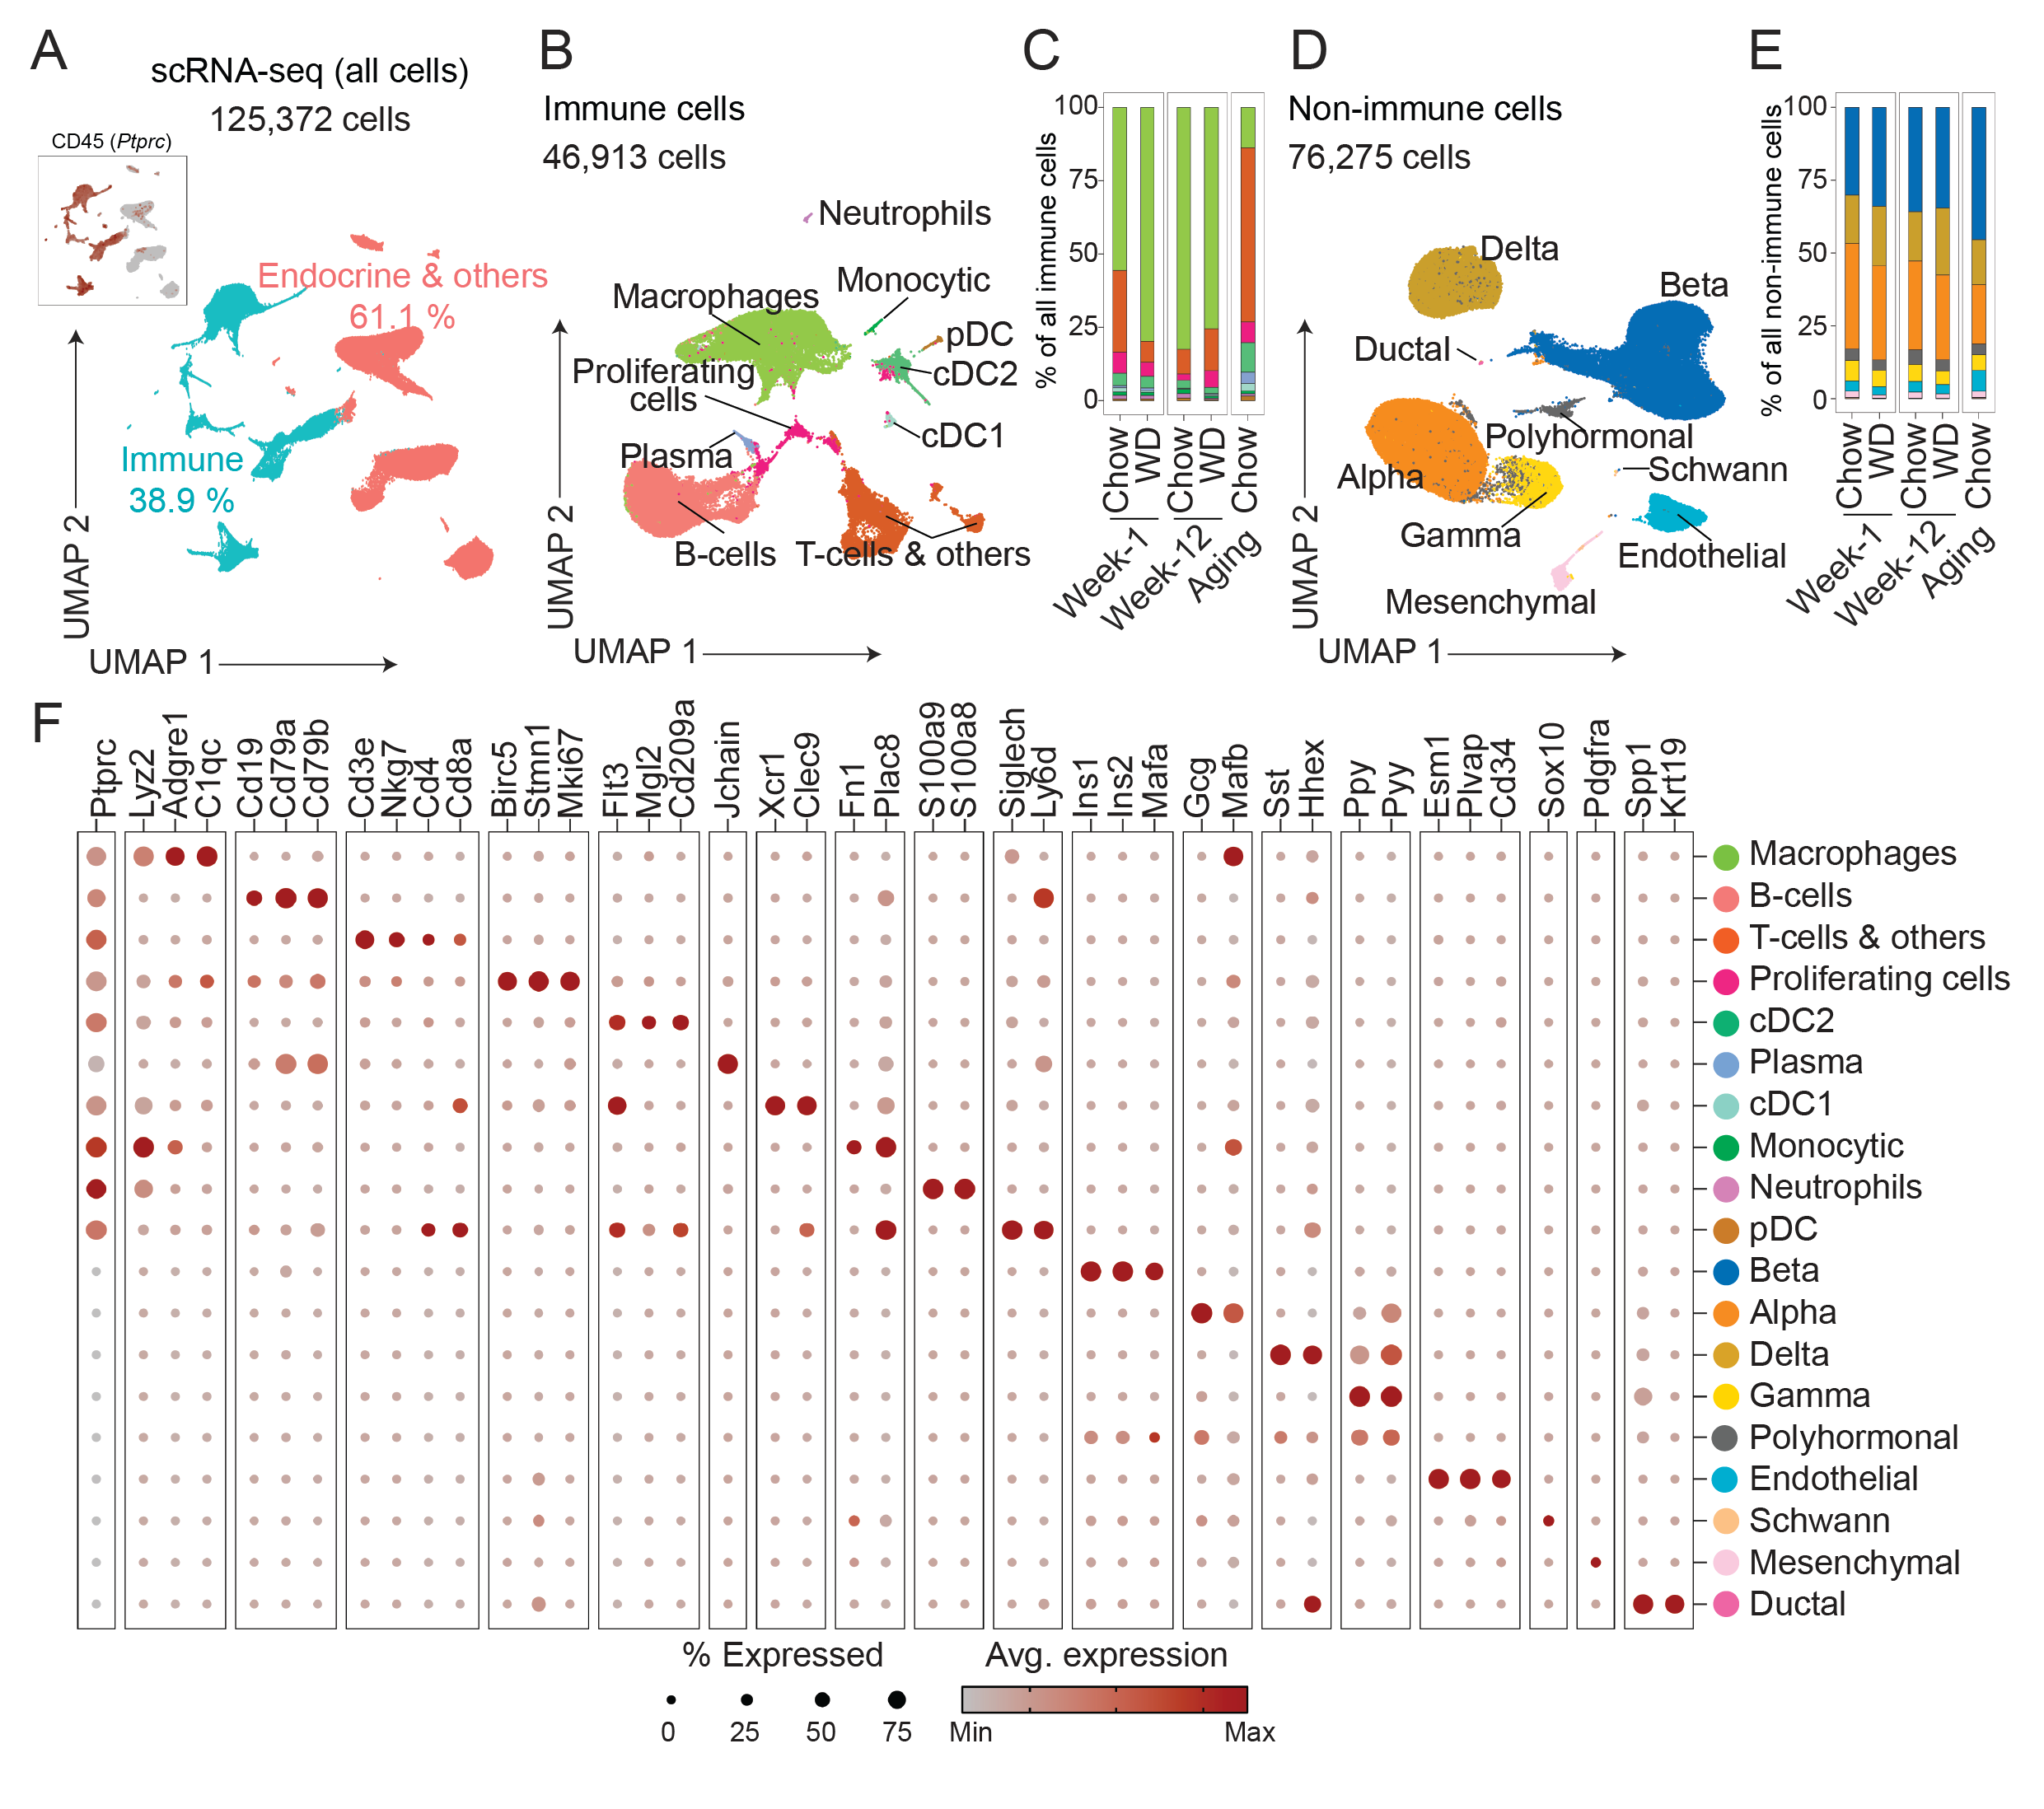 A
scRNA-seq (all cells)
125,372 cells
CD45 (Ptprc)
Endocrine & others
61.1 %
Immune
38.9 %
UMAP 2
UMAP 1
B
Immune cells
46,913 cells
Neutrophils
Monocytic
Macrophages
pDC
cDC2
Proliferating
cells
cDC1
Plasma
B-cells
T-cells & others
UMAP 2
UMAP 1
C
% of all immune cells
100
75
50
25
0
Chow
WD
Chow
WD
Chow
Week-1
Week-12
Aging
D
Non-immune cells
76,275 cells
Delta
Beta
Ductal
Polyhormonal
Alpha
Schwann
Gamma
Endothelial
Mesenchymal
UMAP 2
UMAP 1
E
% of all non-immune cells
100
75
50
25
0
Chow
WD
Chow
WD
Chow
Week-1
Week-12
Aging
F
Ptprc
Lyz2
Adgre1
C1qc
Cd19
Cd79a
Cd79b
Cd3e
Nkg7
Cd4
Cd8a
Birc5
Stmn1
Mki67
Flt3
Mgl2
Cd209a
Jchain
Xcr1
Clec9
Fn1
Plac8
S100a9
S100a8
Siglech
Ly6d
Ins1
Ins2
Mafa
Gcg
Mafb
Sst
Hhex
Ppy
Pyy
Esm1
Plvap
Cd34
Sox10
Pdgfra
Spp1
Krt19
Macrophages
B-cells
T-cells & others
Proliferating cells
cDC2
Plasma
cDC1
Monocytic
Neutrophils
pDC
Beta
Alpha
Delta
Gamma
Polyhormonal
Endothelial
Schwann
Mesenchymal
Ductal
% Expressed
0
25
50
75
Avg. expression
Min
Max